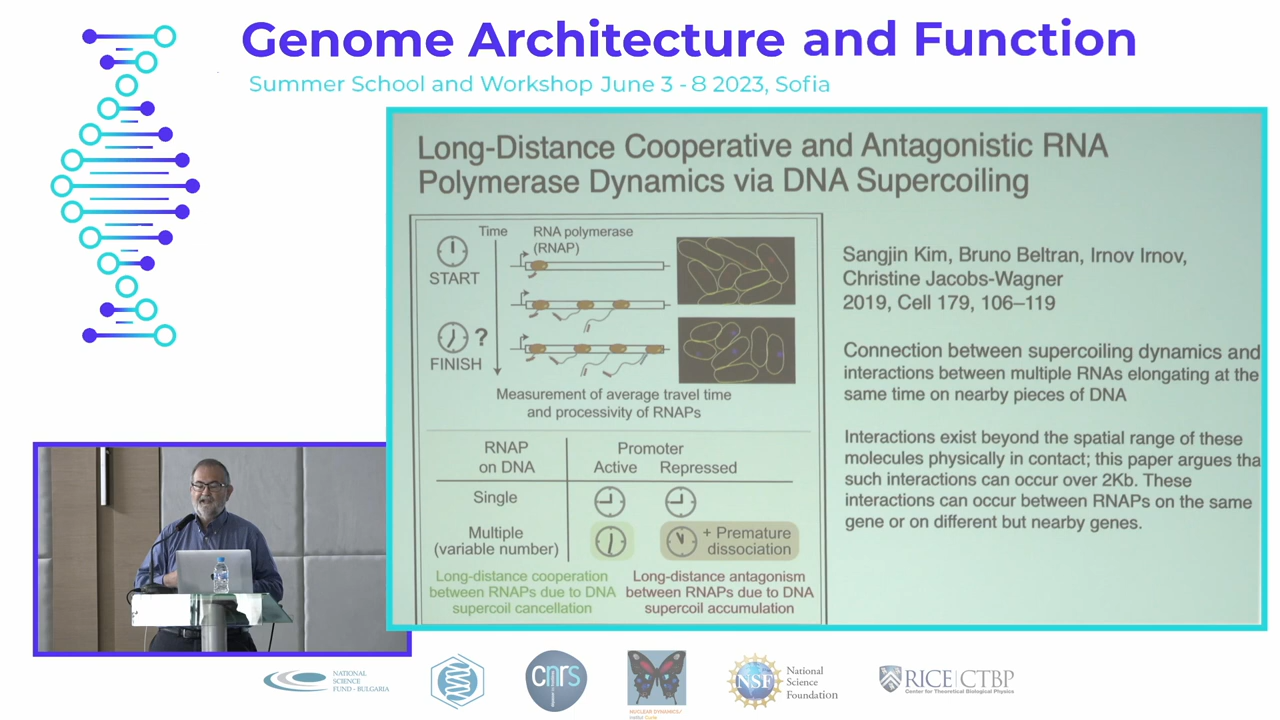 Genome Architecture and Function
Summer School and Workshop June 3 - 8 2023, Sofia
Long-Distance Cooperative and Antagonistic RNA
Polymerase Dynamics via DNA Supercoiling
Time
RNA polymerase
(RNAP)
START
?
FINISH
Measurement of average travel time
and processivity of RNAPs
RNAP
on DNA
Promoter
Active Repressed
Single
Multiple
(variable number)
+ Premature
dissociation
Long-distance cooperation
between RNAPs due to DNA
supercoil cancellation
Long-distance antagonism
between RNAPs due to DNA
supercoil accumulation
Sangjin Kim, Bruno Beltran, Irnov Irnov,
Christine Jacobs-Wagner
2019, Cell 179, 106–119
Connection between supercoiling dynamics and
interactions between multiple RNAs elongating at the
same time on nearby pieces of DNA
Interactions exist beyond the spatial range of these
molecules physically in contact; this paper argues tha
such interactions can occur over 2Kb. These
interactions can occur between RNAPs on the same
gene or on different but nearby genes.
NATIONAL
SCIENCE
FUND - BULGARIA
cnrs
NUCLEAR DYNAMICS/
Institut Curie
NSF
National
Science
Foundation
RICE | CTBP
Center for Theoretical Biological Physics